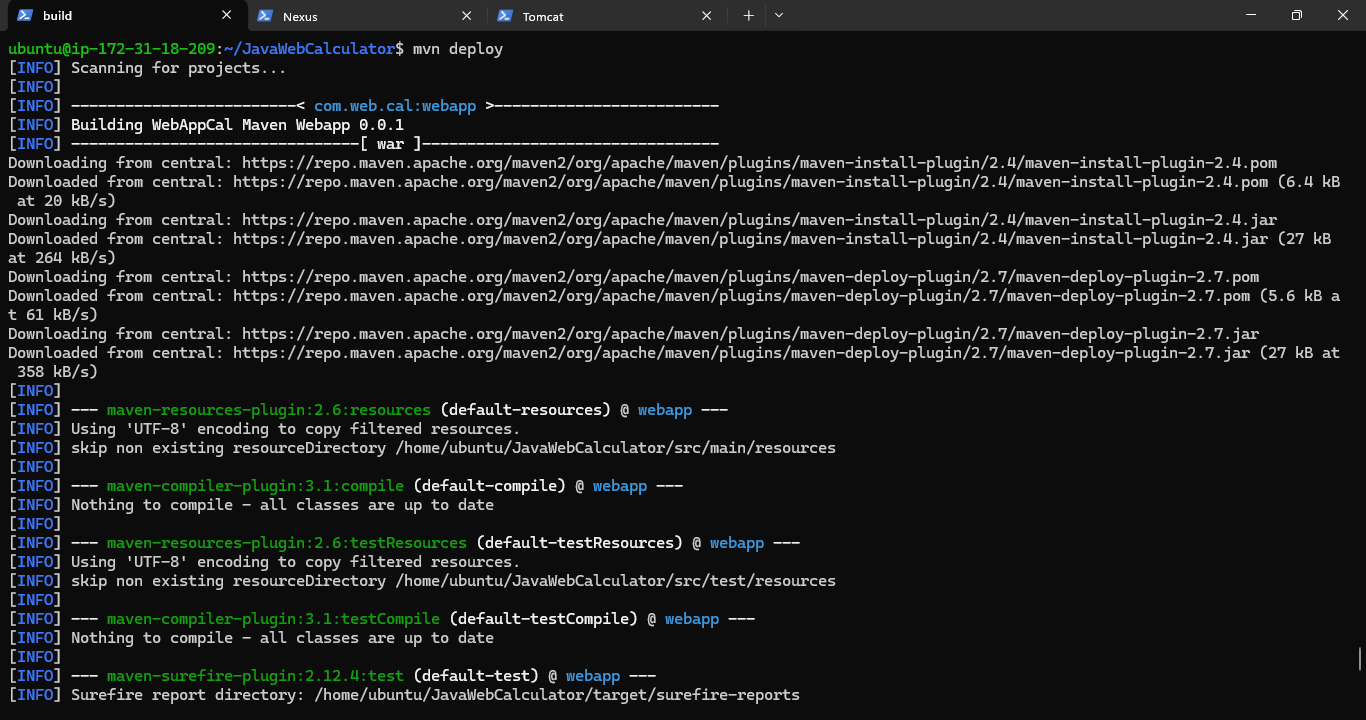 build
Nexus
Tomcat
ubuntu@ip-172-31-18-209:~/JavaWebCalculator$ mvn deploy
[INFO] Scanning for projects...
[INFO]
[INFO] -------------------------< com.web.cal:webapp >-------------------------
[INFO] Building WebAppCal Maven Webapp 0.0.1
[INFO] --------------------------------[ war ]---------------------------------
Downloading from central: https://repo.maven.apache.org/maven2/org/apache/maven/plugins/maven-install-plugin/2.4/maven-install-plugin-2.4.pom
Downloaded from central: https://repo.maven.apache.org/maven2/org/apache/maven/plugins/maven-install-plugin/2.4/maven-install-plugin-2.4.pom (6.4 kB
 at 20 kB/s)
Downloading from central: https://repo.maven.apache.org/maven2/org/apache/maven/plugins/maven-install-plugin/2.4/maven-install-plugin-2.4.jar
Downloaded from central: https://repo.maven.apache.org/maven2/org/apache/maven/plugins/maven-install-plugin/2.4/maven-install-plugin-2.4.jar (27 kB
at 264 kB/s)
Downloading from central: https://repo.maven.apache.org/maven2/org/apache/maven/plugins/maven-deploy-plugin/2.7/maven-deploy-plugin-2.7.pom
Downloaded from central: https://repo.maven.apache.org/maven2/org/apache/maven/plugins/maven-deploy-plugin/2.7/maven-deploy-plugin-2.7.pom (5.6 kB a
t 61 kB/s)
Downloading from central: https://repo.maven.apache.org/maven2/org/apache/maven/plugins/maven-deploy-plugin/2.7/maven-deploy-plugin-2.7.jar
Downloaded from central: https://repo.maven.apache.org/maven2/org/apache/maven/plugins/maven-deploy-plugin/2.7/maven-deploy-plugin-2.7.jar (27 kB at
 358 kB/s)
[INFO]
[INFO] --- maven-resources-plugin:2.6:resources (default-resources) @ webapp ---
[INFO] Using 'UTF-8' encoding to copy filtered resources.
[INFO] skip non existing resourceDirectory /home/ubuntu/JavaWebCalculator/src/main/resources
[INFO]
[INFO] --- maven-compiler-plugin:3.1:compile (default-compile) @ webapp ---
[INFO] Nothing to compile - all classes are up to date
[INFO]
[INFO] --- maven-resources-plugin:2.6:testResources (default-testResources) @ webapp ---
[INFO] Using 'UTF-8' encoding to copy filtered resources.
[INFO] skip non existing resourceDirectory /home/ubuntu/JavaWebCalculator/src/test/resources
[INFO]
[INFO] --- maven-compiler-plugin:3.1:testCompile (default-testCompile) @ webapp ---
[INFO] Nothing to compile - all classes are up to date
[INFO]
[INFO] --- maven-surefire-plugin:2.12.4:test (default-test) @ webapp ---
[INFO] Surefire report directory: /home/ubuntu/JavaWebCalculator/target/surefire-reports